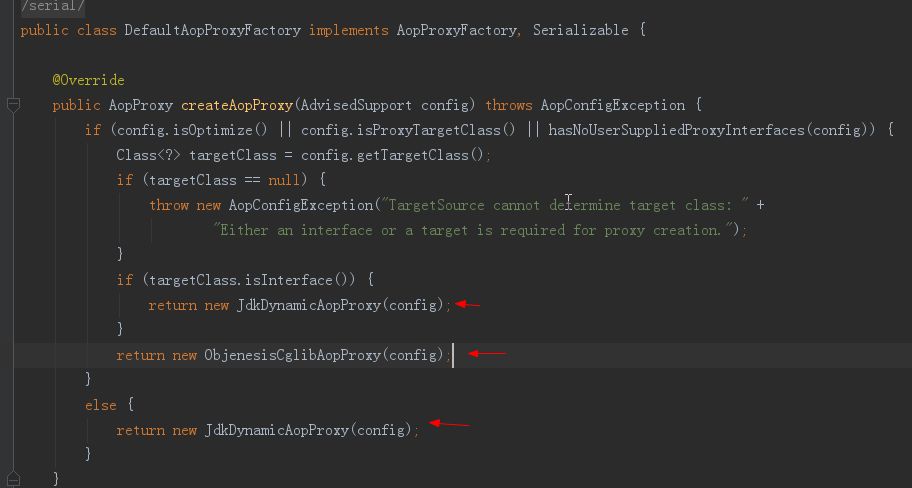 /serial/
public class DefaultAopProxyFactory implements AopProxyFactory, Serializable {
@Override
public AopProxy createAopProxy(AdvisedSupport config) throws AopConfigException {
if (config.isOptimize() || config.isProxyTargetClass() || hasNoUserSuppliedProxyInterfaces(config)) {
Class<?> targetClass = config.getTargetClass();
if (targetClass == null) {
throw new AopConfigException("TargetSource cannot determine target class: " +
"Either an interface or a target is required for proxy creation.");
}
if (targetClass.isInterface()) {
return new JdkDynamicAopProxy(config);
}
return new ObjenesisCglibAopProxy(config);
}
else {
return new JdkDynamicAopProxy(config);
}
}